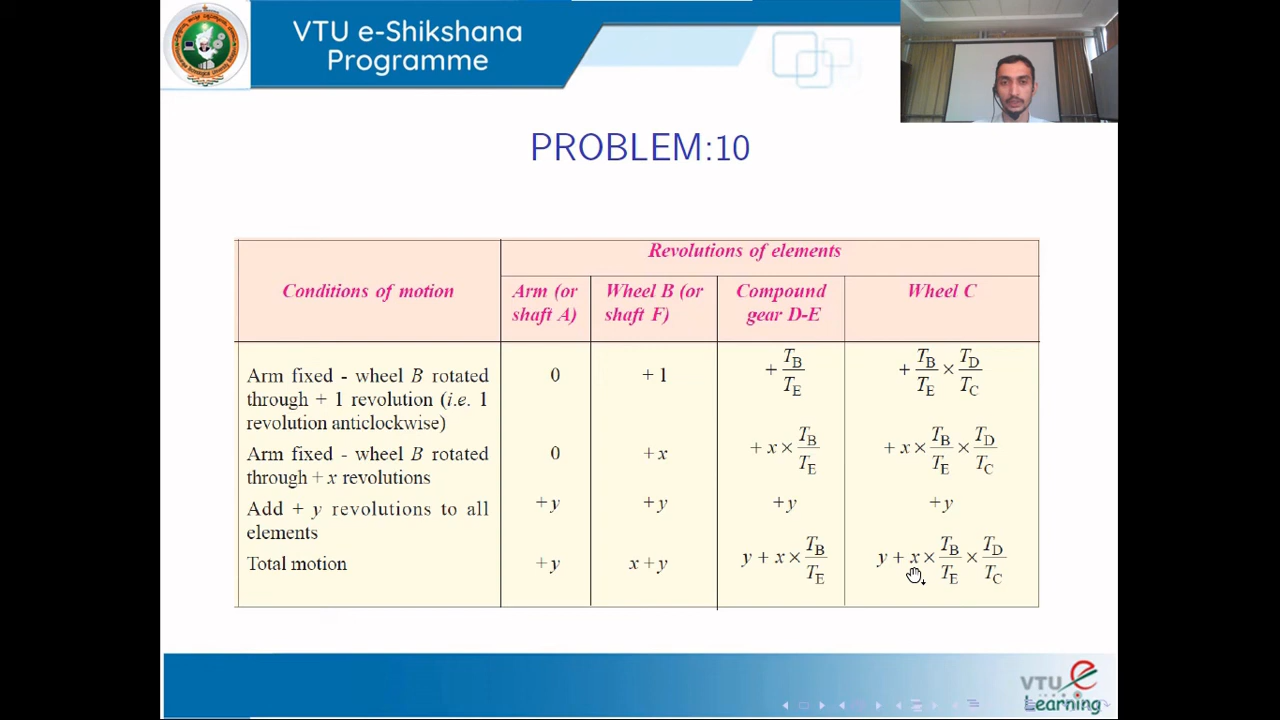 VTU e-Shikshana
Programme
PROBLEM:10
Revolutions of elements
Conditions of motion
Arm (or
shaft A)
Wheel B (or
shaft F)
Compound
gear D-E
Wheel C
Arm fixed - wheel B rotated
through + 1 revolution (i.e. 1
revolution anticlockwise)
0
+ 1
+ T_B/T_E
+ T_B/T_E × T_D/T_C
Arm fixed - wheel B rotated
through + x revolutions
0
+ x
+ x × T_B/T_E
+ x × T_B/T_E × T_D/T_C
Add + y revolutions to all
elements
+ y
+ y
+ y
+ y
Total motion
+ y
x + y
y + x × T_B/T_E
y + x × T_B/T_E × T_D/T_C
VTU e
Learning